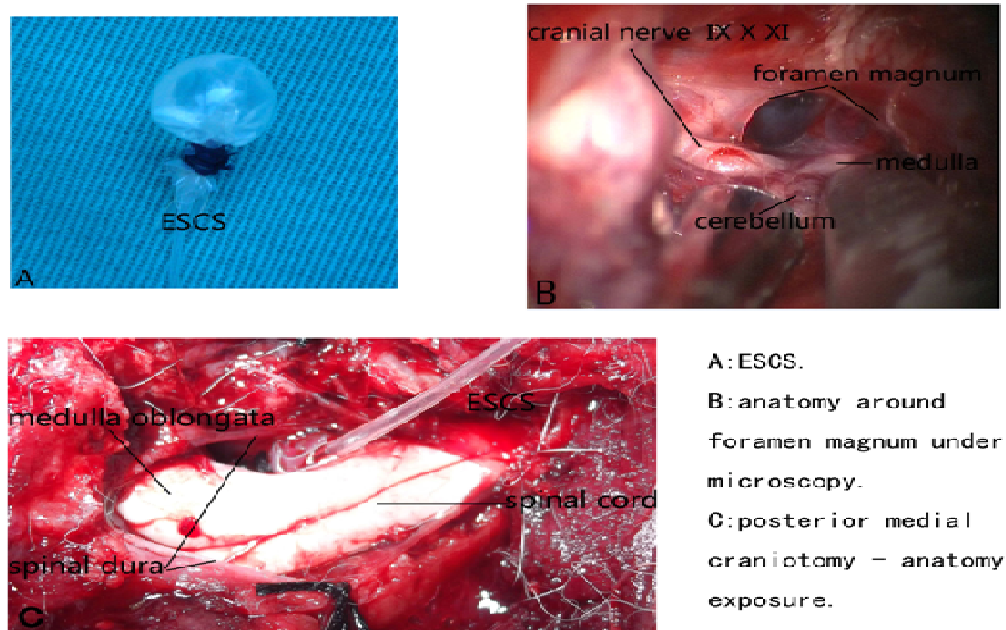 ESCS
A
cranial nerve IX X XI
foramen magnum
medulla
cerebellum
B
ESCS
medulla oblongata
spinal cord
spinal dura
C
A:ESCS.
B:anatomy around
foramen magnum under
microscopy.
C:posterior medial
craniotomy – anatomy
exposure.